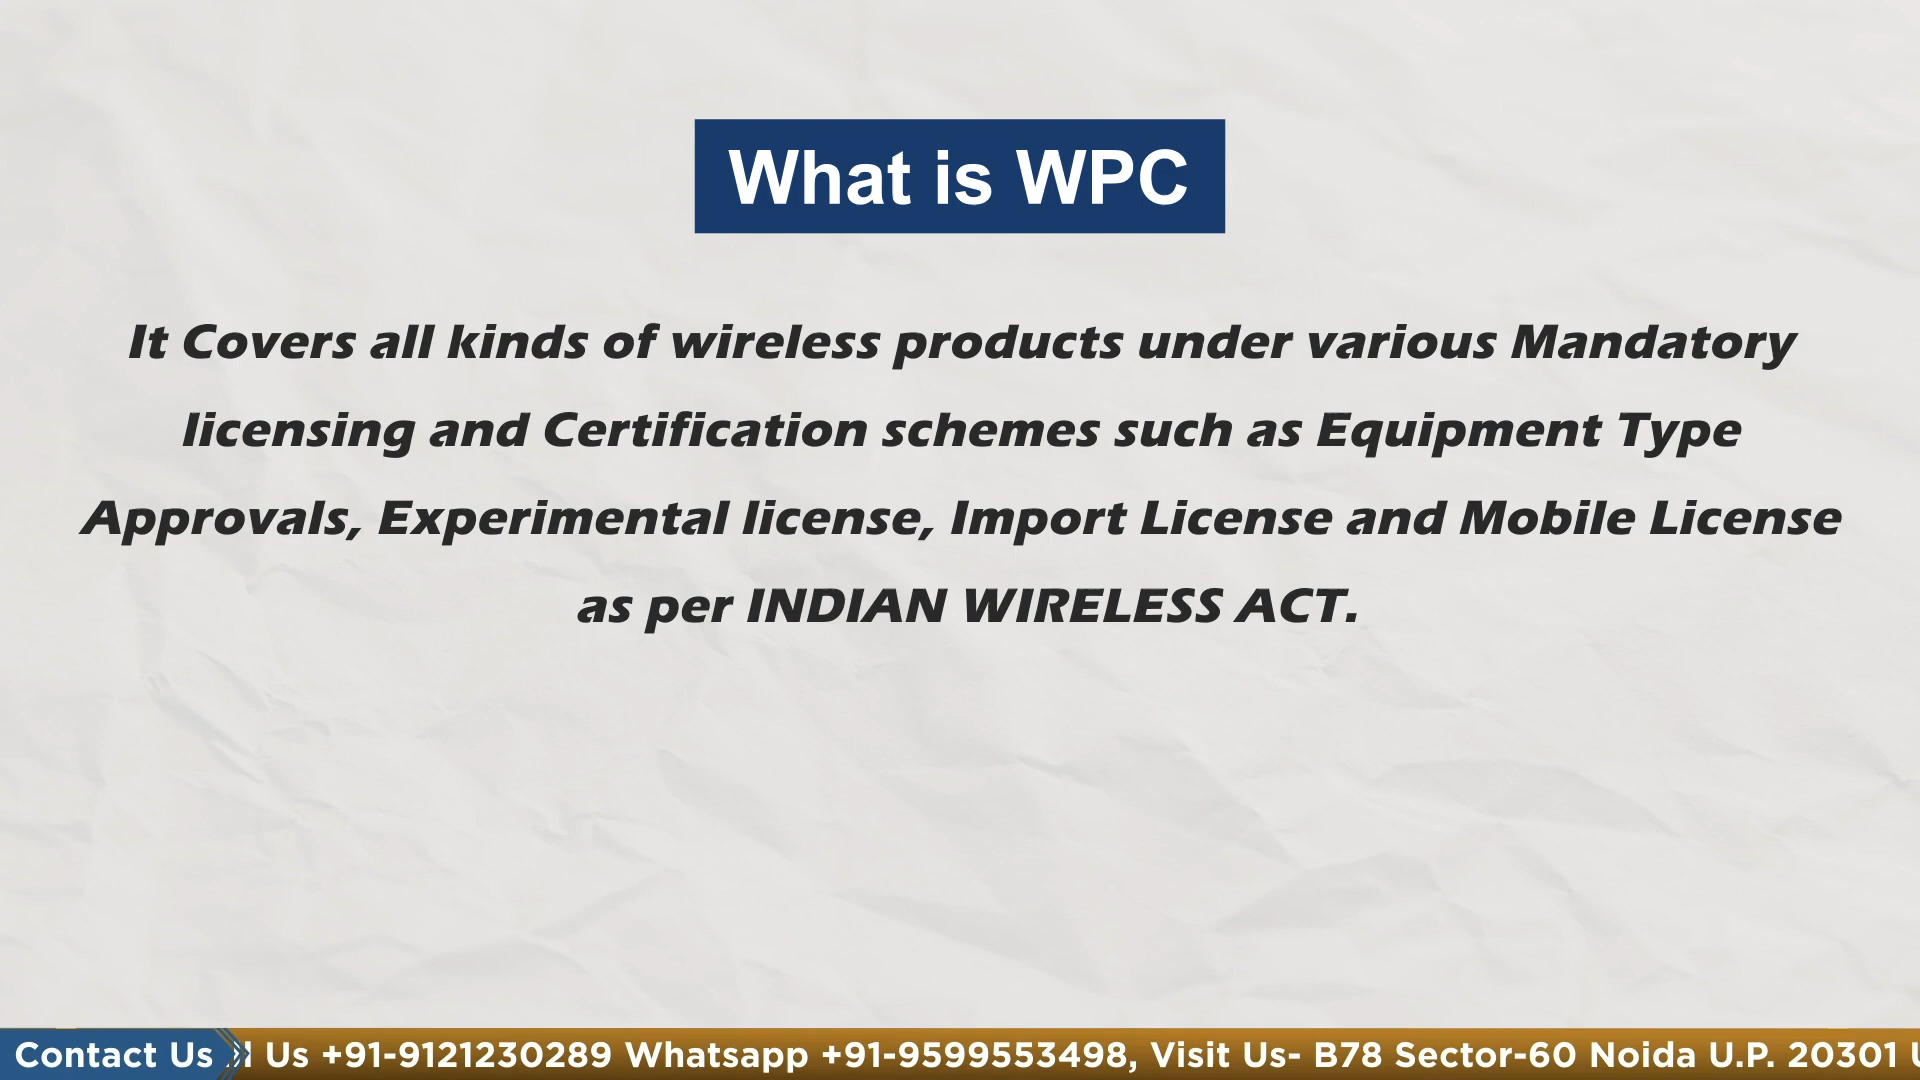 What is WPC
It Covers all kinds of wireless products under various Mandatory
licensing and Certification schemes such as Equipment Type
Approvals, Experimental license, Import License and Mobile License
as per INDIAN WIRELESS ACT.
Contact Us Us +91-9121230289 Whatsapp +91-9599553498, Visit Us- B78 Sector-60 Noida U.P. 20301